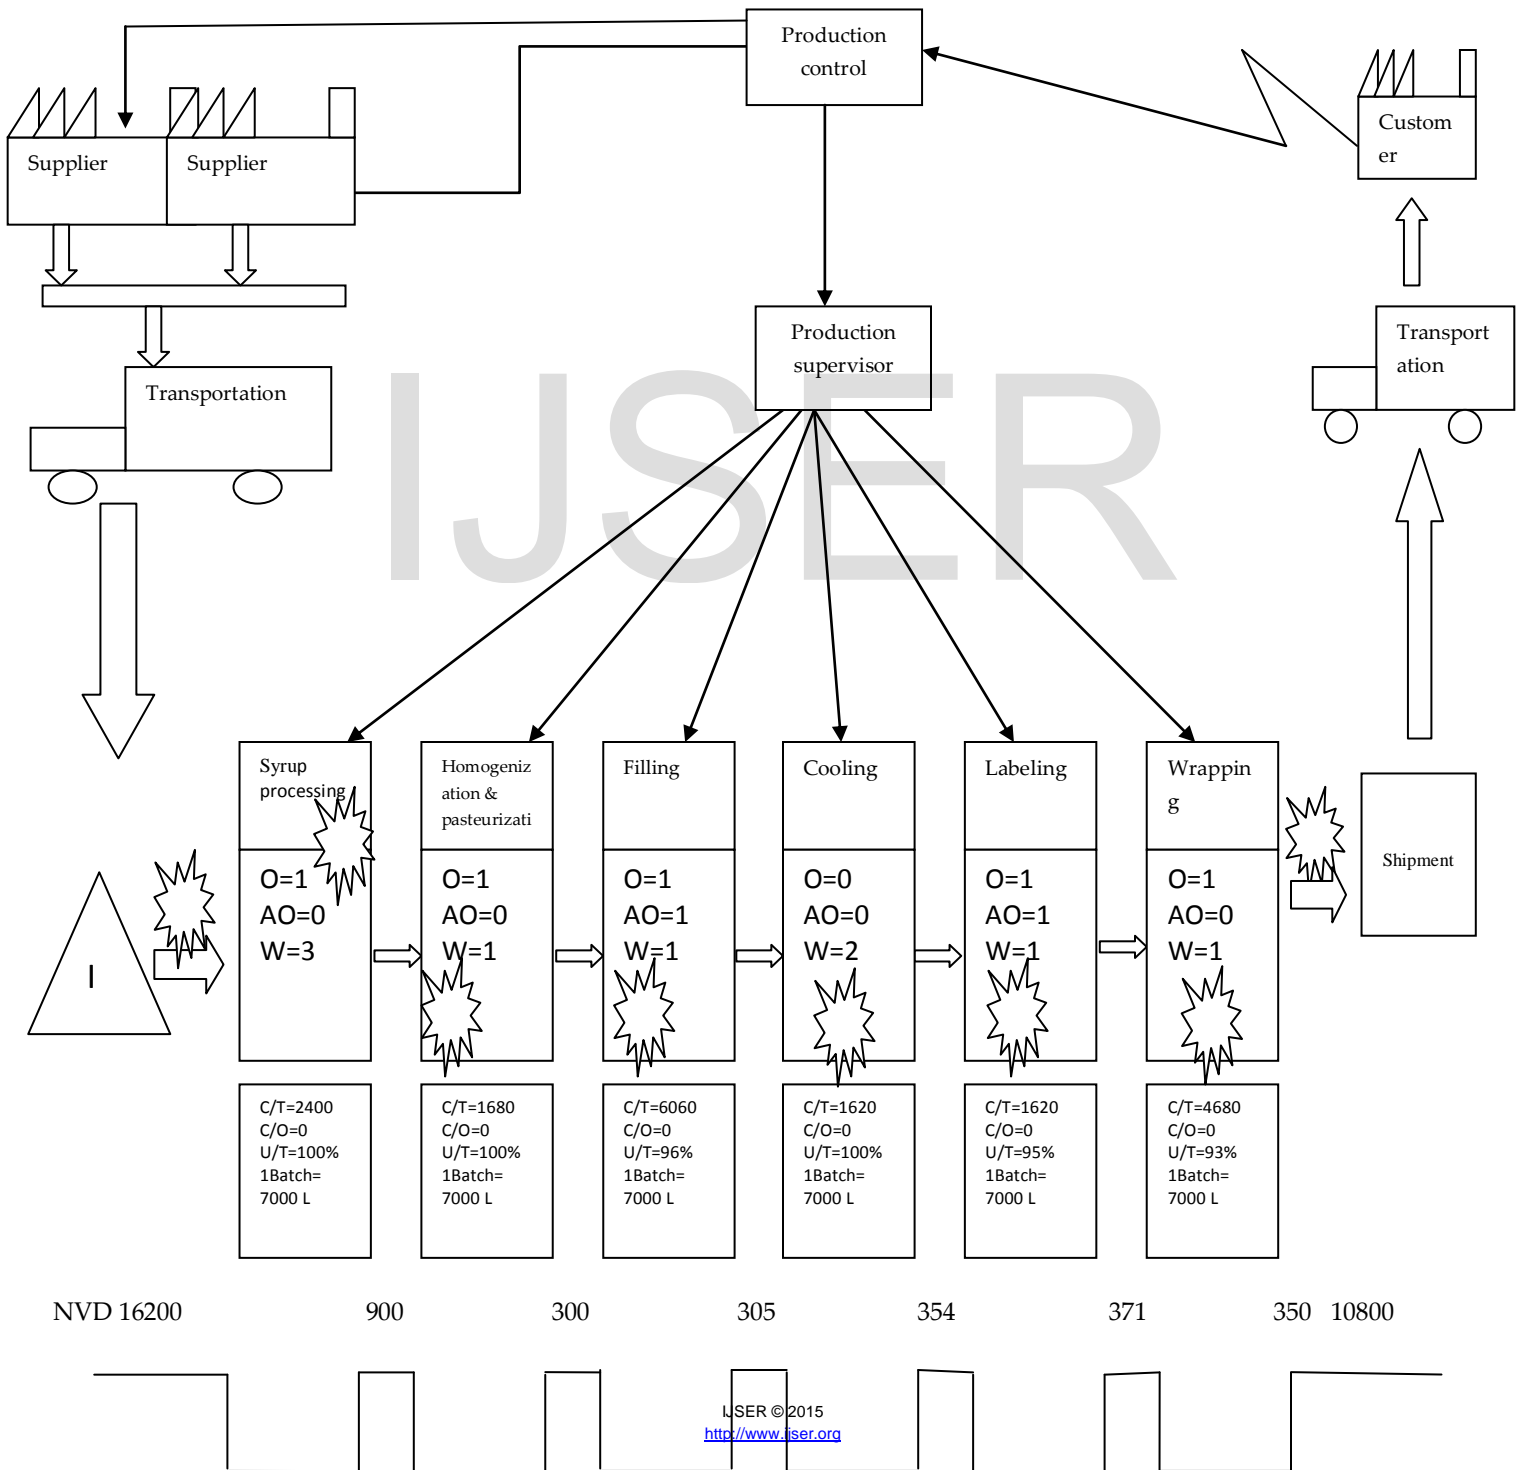 Production
control
Custom
er
Supplier
Supplier
Production
supervisor
Transportation
Transport
ation
IJSER
Syrup
processing
Homogeniz
ation &
pasteurizati
Filling
Cooling
Labeling
Wrappin
g
Shipment
I
O=1
AO=0
W=3
O=1
AO=0
W=1
O=1
AO=1
W=1
O=0
AO=0
W=2
O=1
AO=1
W=1
O=1
AO=0
W=1
C/T=2400
C/O=0
U/T=100%
1Batch=
7000 L
C/T=1680
C/O=0
U/T=100%
1Batch=
7000 L
C/T=6060
C/O=0
U/T=96%
1Batch=
7000 L
C/T=1620
C/O=0
U/T=100%
1Batch=
7000 L
C/T=1620
C/O=0
U/T=95%
1Batch=
7000 L
C/T=4680
C/O=0
U/T=93%
1Batch=
7000 L
NVD 16200 900 300 305 354 371 350 10800
IJSER © 2015
http://www.ijser.org